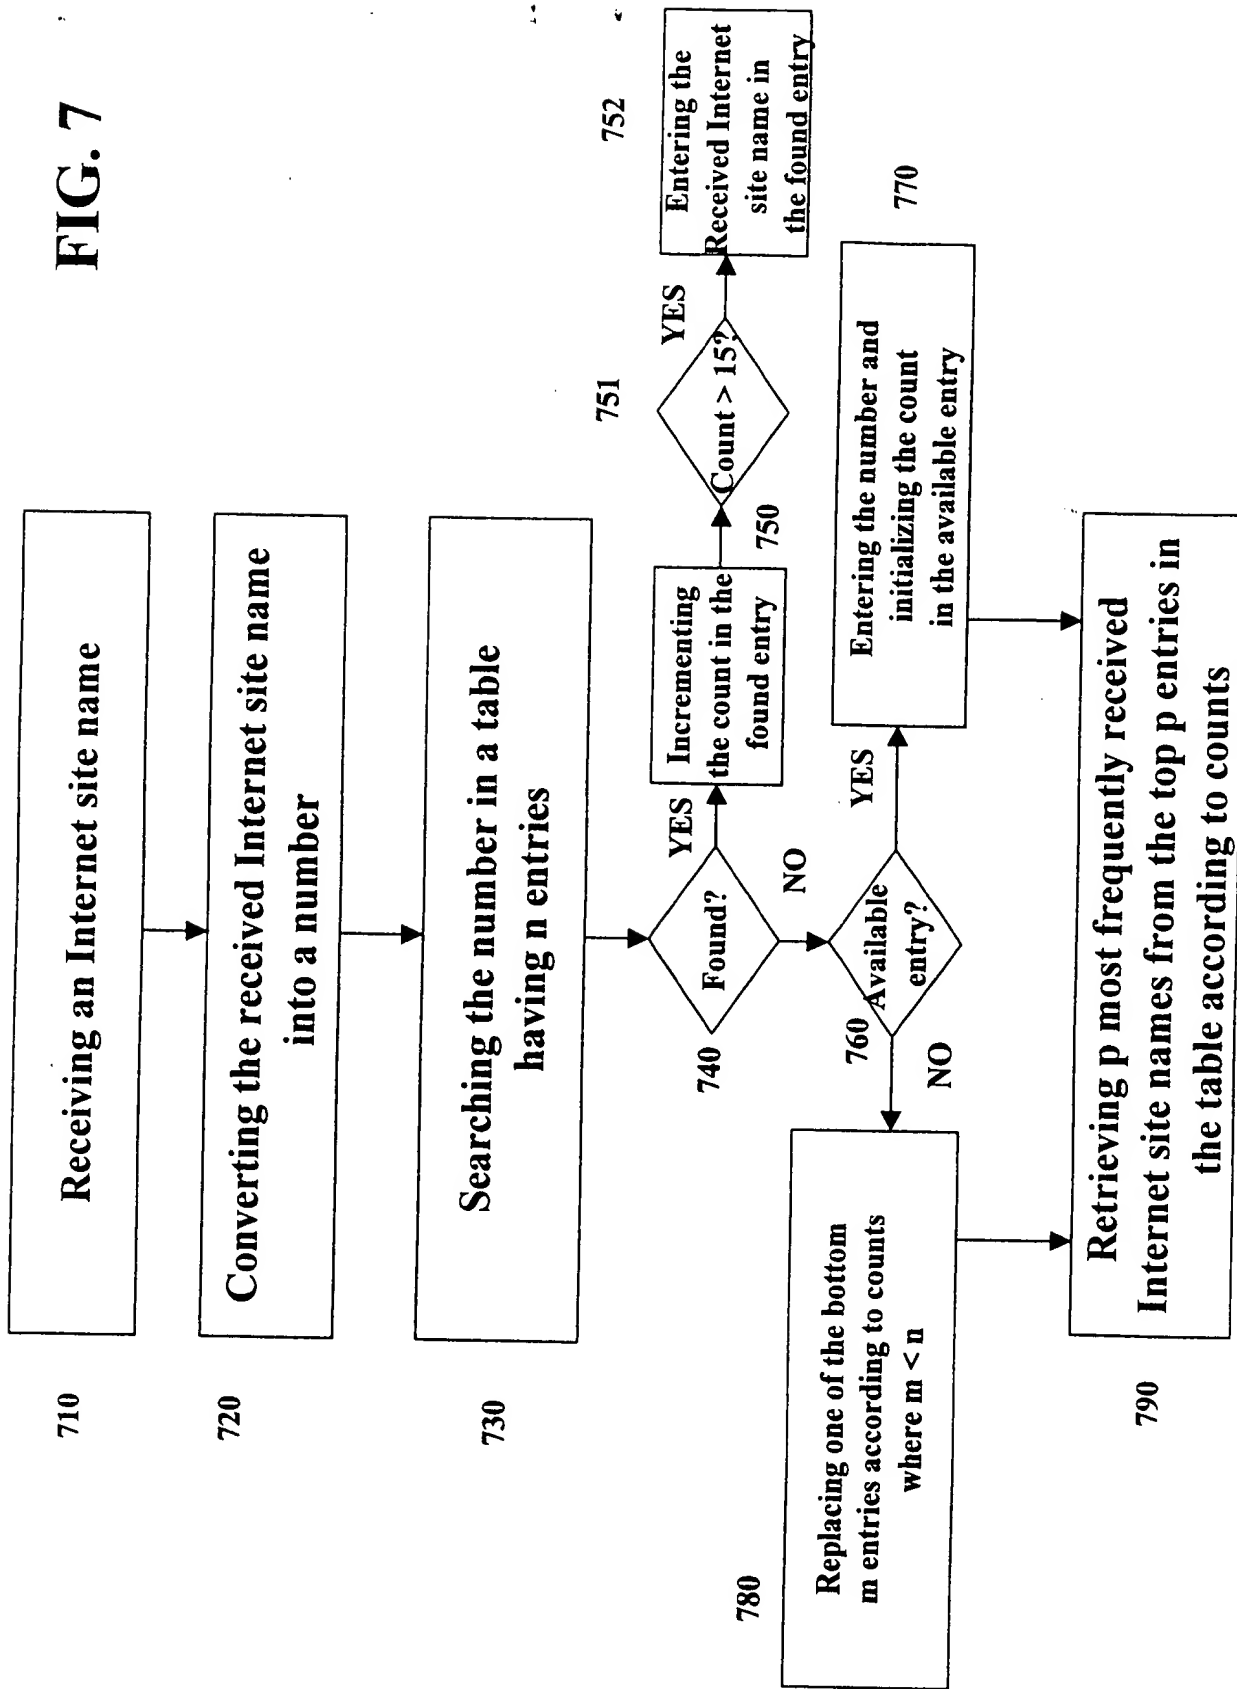 FIG. 7
710
Receiving an Internet site name
720
Converting the received Internet site name
into a number
730
Searching the number in a table
having n entries
740
Found?
YES
NO
Incrementing
the count in the
found entry
750
751
Count > 15?
YES
752
Entering the
Received Internet
site name in
the found entry
760
Available
entry?
YES
NO
Entering the number and
initializing the count
in the available entry
770
780
Replacing one of the bottom
m entries according to counts
where m < n
790
Retrieving p most frequently received
Internet site names from the top p entries in
the table according to counts